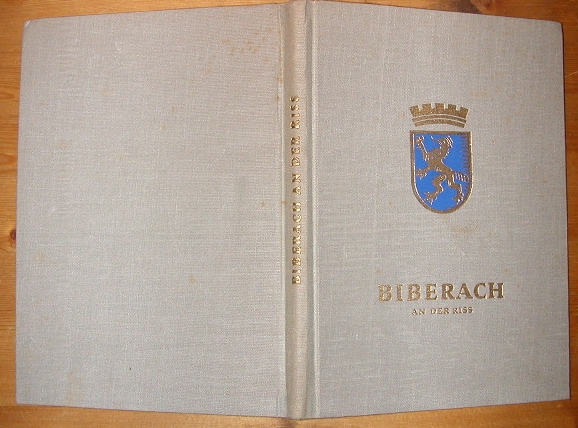 BIBERACH AN DER RISS
BIBERACH
AN DER RISS